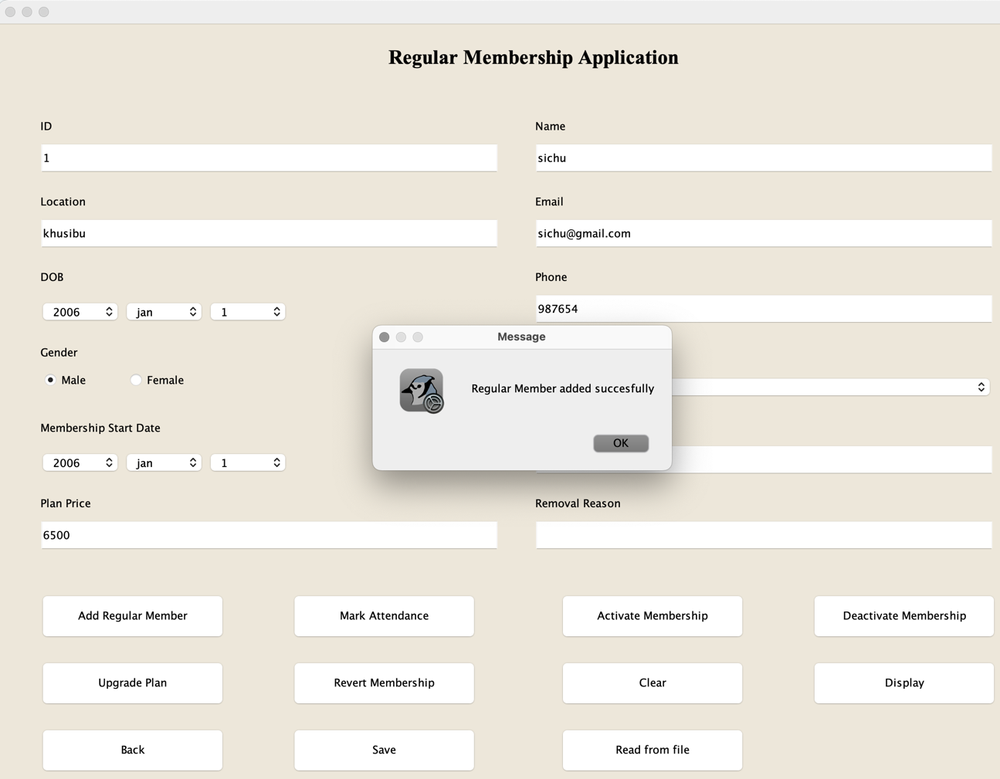 Regular Membership Application
ID
Name
1
sichu
Location
Email
khusibu
sichu@gmail.com
DOB
Phone
2006 jan 1
987654
Message
Gender
Male Female
Regular Member added succesfully
Membership Start Date
OK
2006 jan 1
Plan Price
Removal Reason
6500
Add Regular Member
Mark Attendance
Activate Membership
Deactivate Membership
Upgrade Plan
Revert Membership
Clear
Display
Back
Save
Read from file